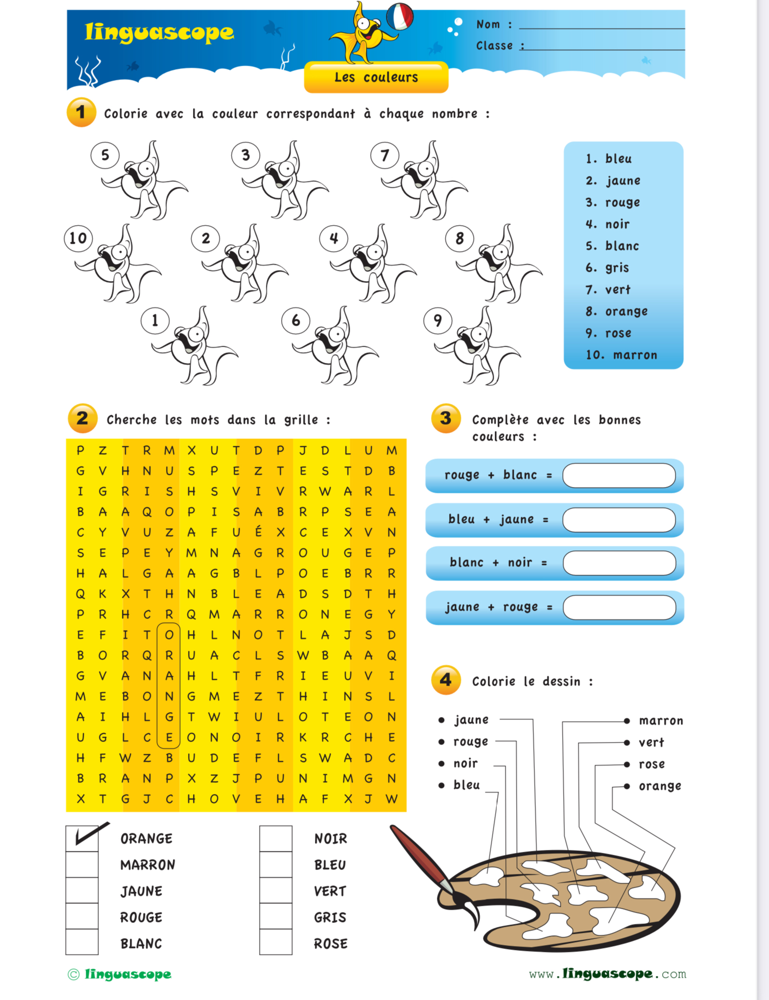 linguascope
Nom :
Classe :
Les couleurs
1 Colorie avec la couleur correspondant à chaque nombre :
5 3 7
10 2 4 8
1 6 9
1. bleu
2. jaune
3. rouge
4. noir
5. blanc
6. gris
7. vert
8. orange
9. rose
10. marron
2 Cherche les mots dans la grille :
P Z T R M X U T D P J D L U M
G V H N U S P E Z T E S T D B
I G R I S H S V I V R W A R L
B A A Q O P I S A B R P S E A
C Y V U Z A F U É X C E X V N
S E P E Y M N A G R O U G E P
H A L G A A G B L P O E B R R
Q K X T H N B L E A D S D T H
P R H C R Q M A R R O N E G Y
E F I T O H L N O T L A J S D
B O R Q R U A C L S W B A A Q
G V A N A H L T F R I E U V I
M E B O N G M E Z T H I N S L
A I H L G T W I U L O T E O N
U G L C E O N O I R K R C H E
H F W Z B U D E F L S W A D C
B R A N P X Z J P U N I M G N
X T G J C H O V E H A F X J W
ORANGE
MARRON
JAUNE
ROUGE
BLANC
NOIR
BLEU
VERT
GRIS
ROSE
3 Complète avec les bonnes
couleurs :
rouge + blanc =
bleu + jaune =
blanc + noir =
jaune + rouge =
4 Colorie le dessin :
• jaune
• rouge
• noir
• bleu
• marron
• vert
• rose
• orange
© linguascope
www.linguascope.com